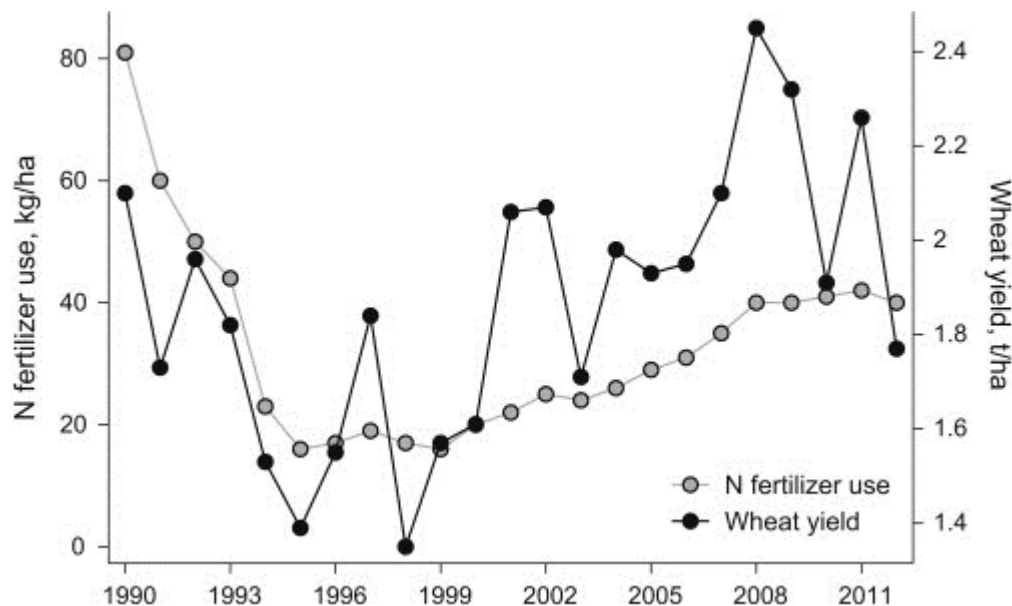 N fertilizer use, kg/ha
80
60
40
20
0
1990 1993 1996 1999 2002 2005 2008 2012
2.4
2.2
2
1.8
1.6
1.4
Wheat yield, t/ha
N fertilizer use
Wheat yield